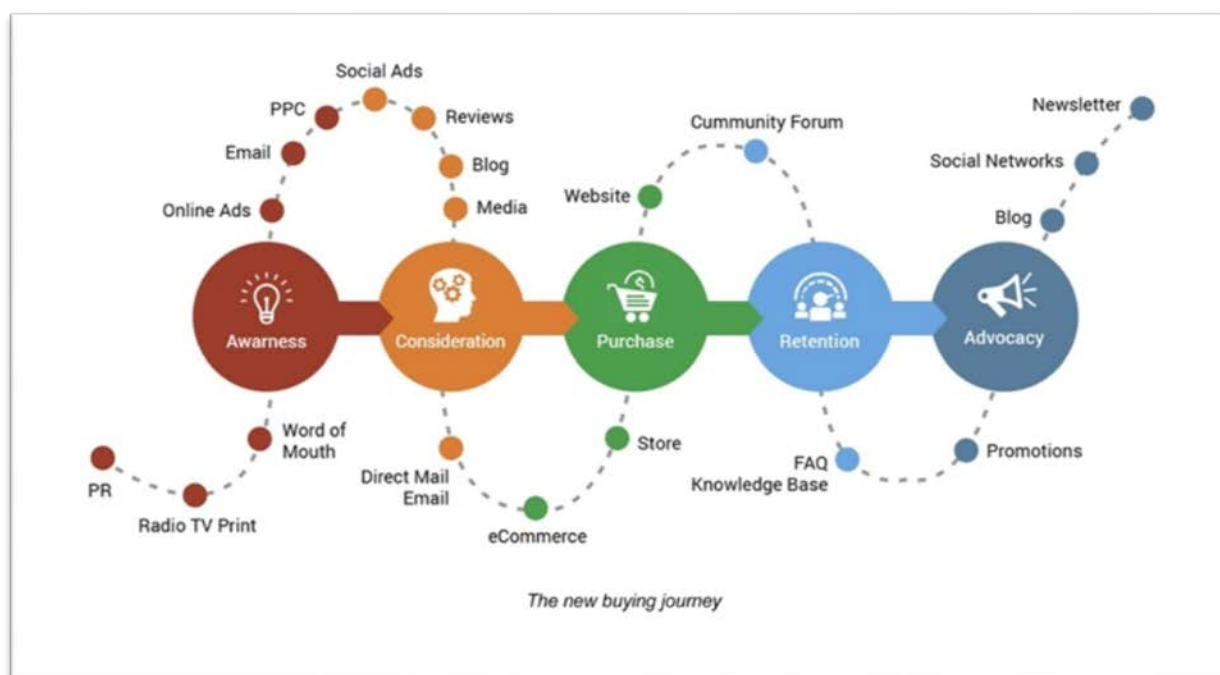 Social Ads
PPC
Reviews
Email
Blog
Online Ads
Media
Cummunity Forum
Website
Newsletter
Social Networks
Blog
Awarness
Consideration
Purchase
Retention
Advocacy
PR
Radio TV Print
Word of
Mouth
Direct Mail
Email
eCommerce
Store
FAQ
Knowledge Base
Promotions
The new buying journey